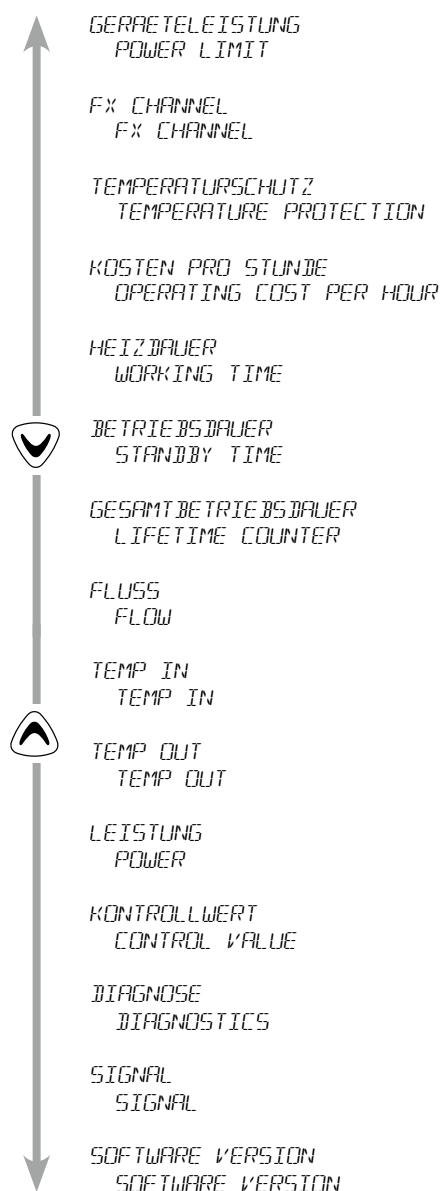 GERAETELEISTUNG
POWER LIMIT
FX CHANNEL
FX CHANNEL
TEMPERATURSCHUTZ
TEMPERATURE PROTECTION
KOSTEN PRO STUNDE
OPERATING COST PER HOUR
HEIZDAUER
WORKING TIME
BETRIEBSDAUER
STANDBY TIME
GESAMTBETRIEBSDAUER
LIFETIME COUNTER
FLUSS
FLOW
TEMP IN
TEMP IN
TEMP OUT
TEMP OUT
LEISTUNG
POWER
KONTROLLWERT
CONTROL VALUE
DIAGNOSE
DIAGNOSTICS
SIGNAL
SIGNAL
SOFTWARE VERSION
SOFTWARE VERSION